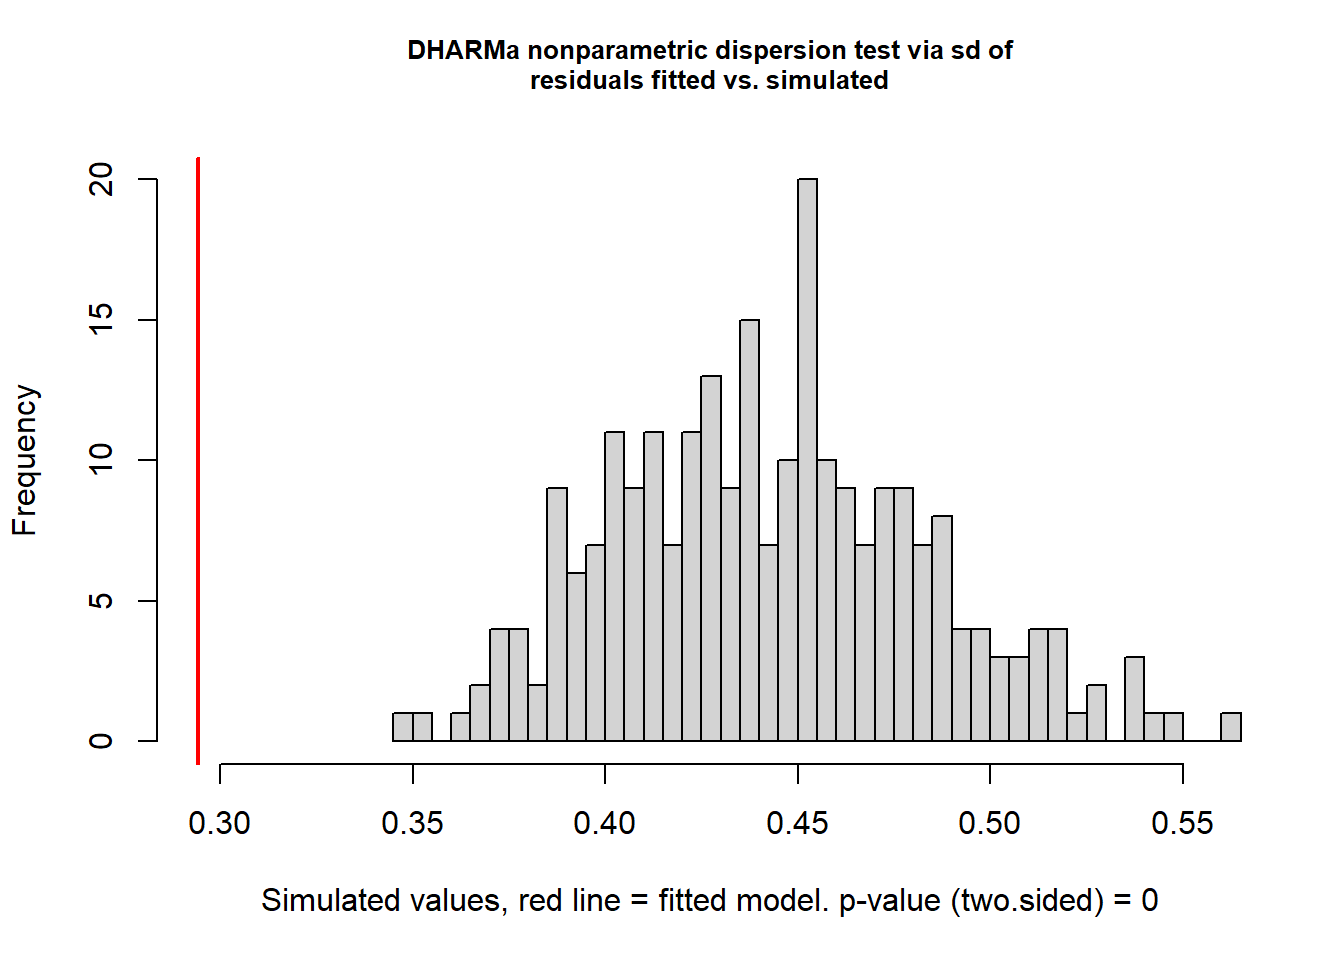 DHARMa nonparametric dispersion test via sd of
residuals fitted vs. simulated
Frequency
20
15
10
5
0
0.30 0.35 0.40 0.45 0.50 0.55
Simulated values, red line = fitted model. p-value (two.sided) = 0